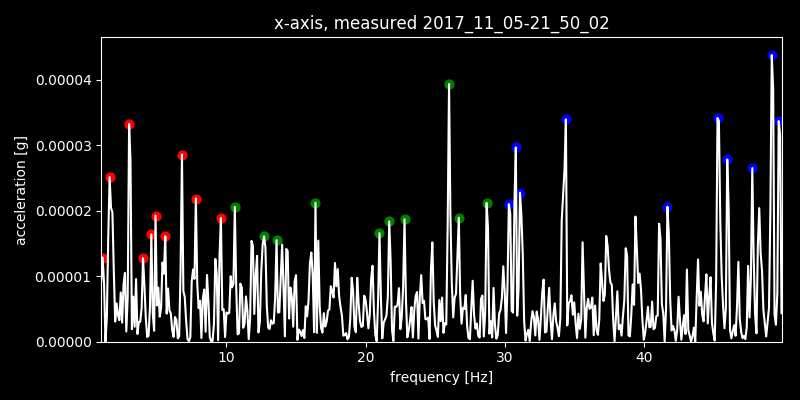 x-axis, measured 2017_11_05-21_50_02
acceleration [g]
0.00004
0.00003
0.00002
0.00001
0.00000
10 20 30 40
frequency [Hz]